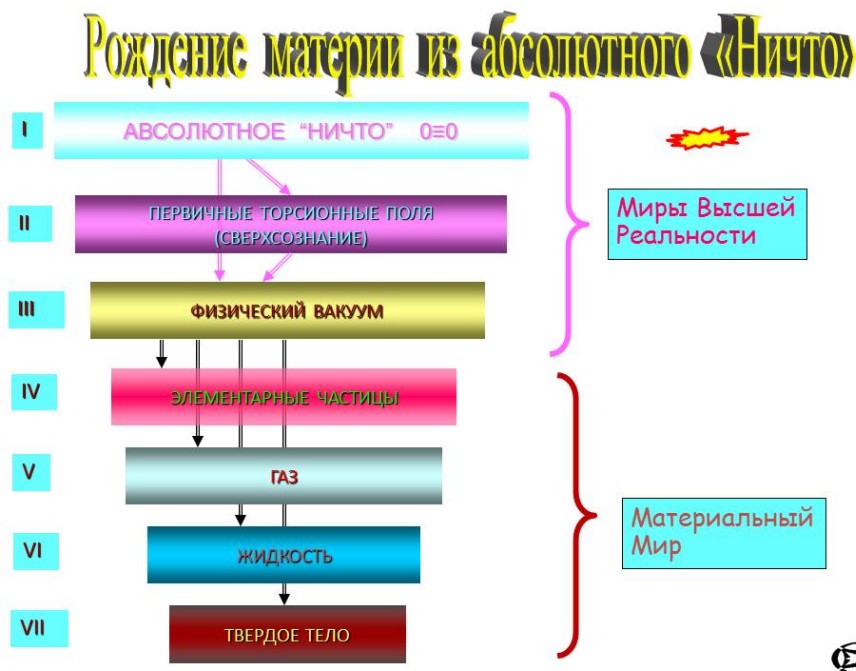 Рождение материи из абсолютного «Ничто»
I
АБСОЛЮТНОЕ “НИЧТО” 0≡0
II
ПЕРВИЧНЫЕ ТОРСИОННЫЕ ПОЛЯ
(СВЕРХСОЗНАНИЕ)
Миры Высшей
Реальности
III
ФИЗИЧЕСКИЙ ВАКУУМ
IV
ЭЛЕМЕНТАРНЫЕ ЧАСТИЦЫ
V
ГАЗ
Материальный
Мир
VI
ЖИДКОСТЬ
VII
ТВЕРДОЕ ТЕЛО